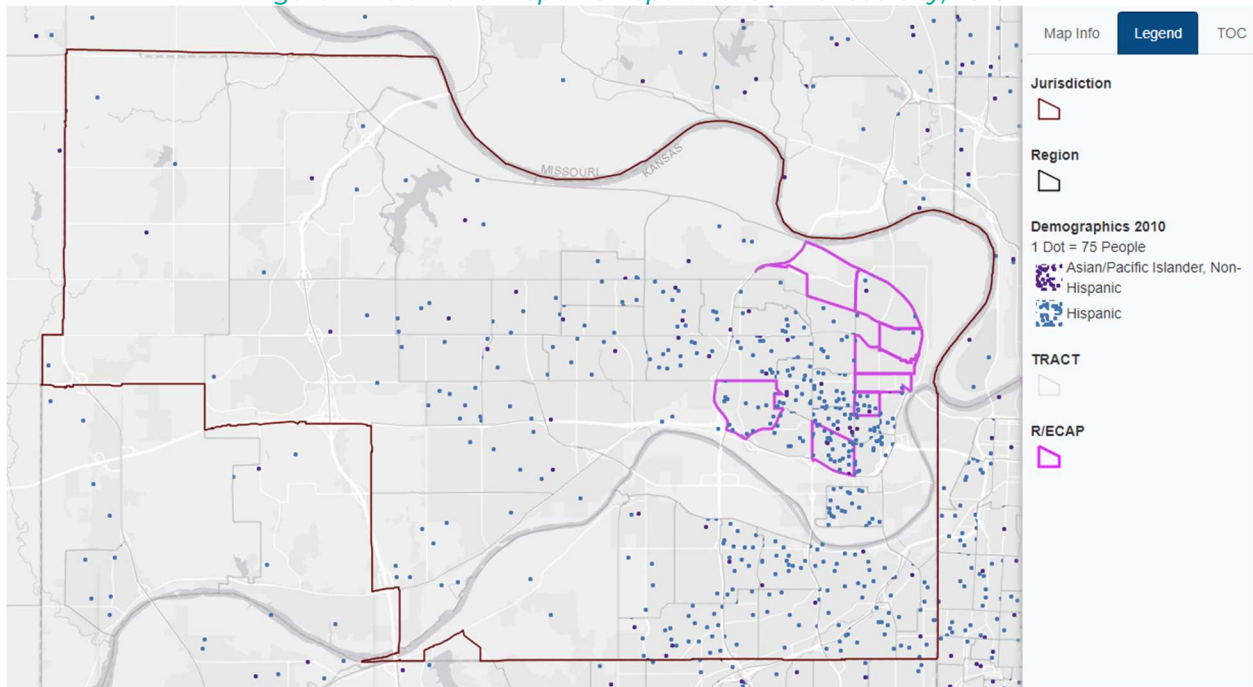 Map Info Legend TOC
Jurisdiction
Region
MISSOURI
KANSAS
Demographics 2010
1 Dot = 75 People
Asian/Pacific Islander, Non-
Hispanic
Hispanic
TRACT
R/ECAP